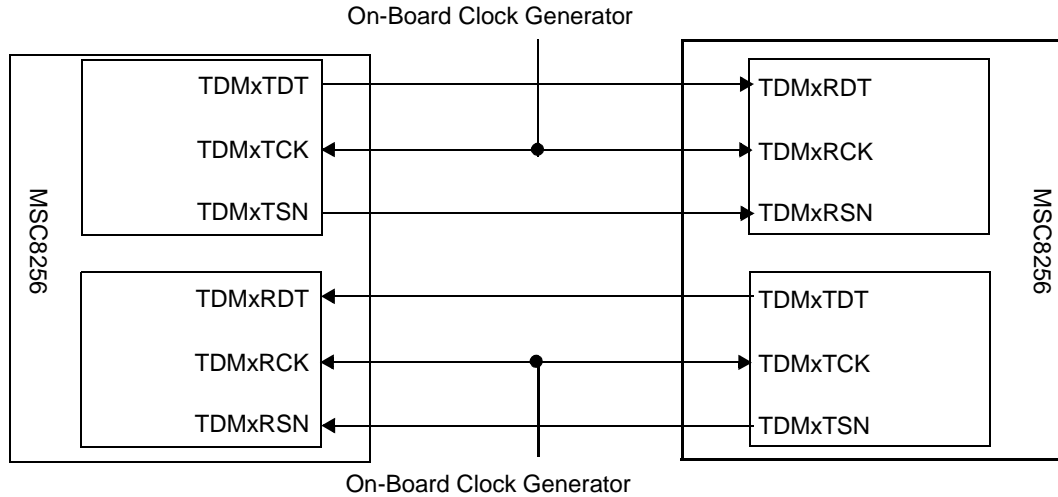 On-Board Clock Generator
MSC8256
TDMxTDT
TDMxTCK
TDMxTSN
TDMxRDT
TDMxRCK
TDMxRSN
TDMxRDT
TDMxRCK
TDMxRSN
TDMxTDT
TDMxTCK
TDMxTSN
MSC8256
On-Board Clock Generator